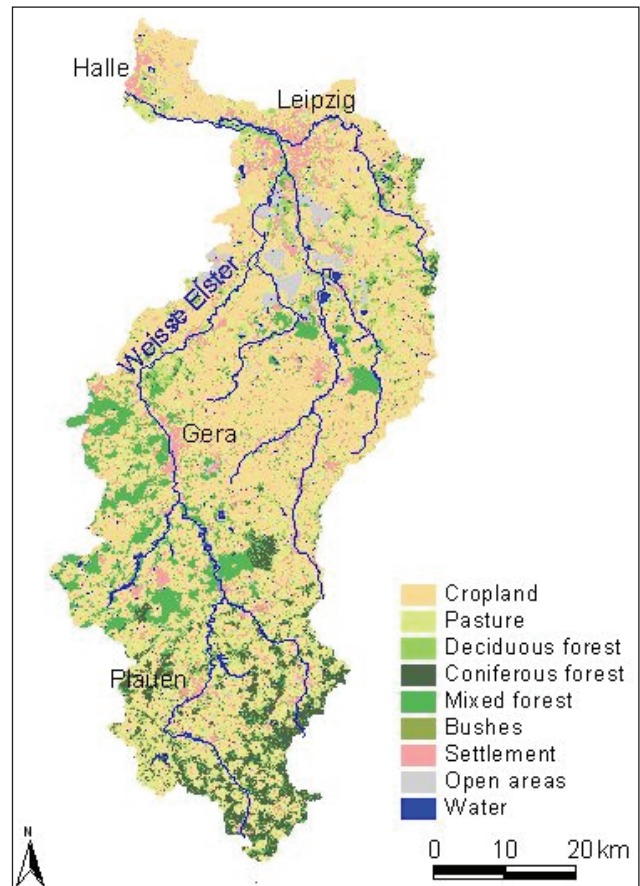 Halle
Leipzig
Weisse Elster
Gera
Plauen
Cropland
Pasture
Deciduous forest
Coniferous forest
Mixed forest
Bushes
Settlement
Open areas
Water
N
0 10 20 km